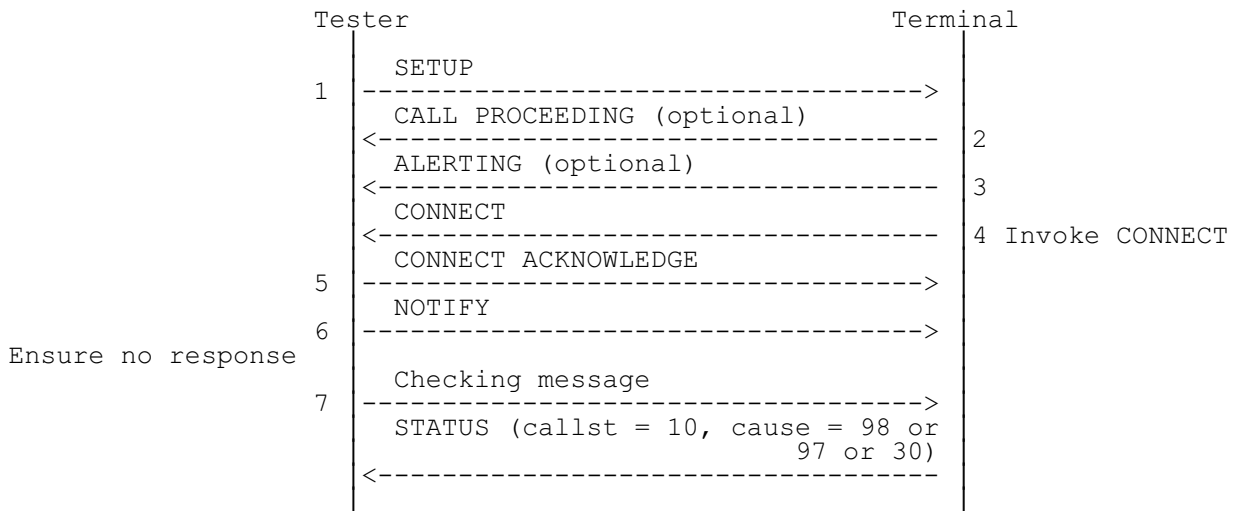 Tester Terminal
SETUP
1
CALL PROCEEDING (optional)
2
ALERTING (optional)
3
CONNECT
4 Invoke CONNECT
CONNECT ACKNOWLEDGE
5
NOTIFY
6
Ensure no response
Checking message
7
STATUS (callst = 10, cause = 98 or
97 or 30)